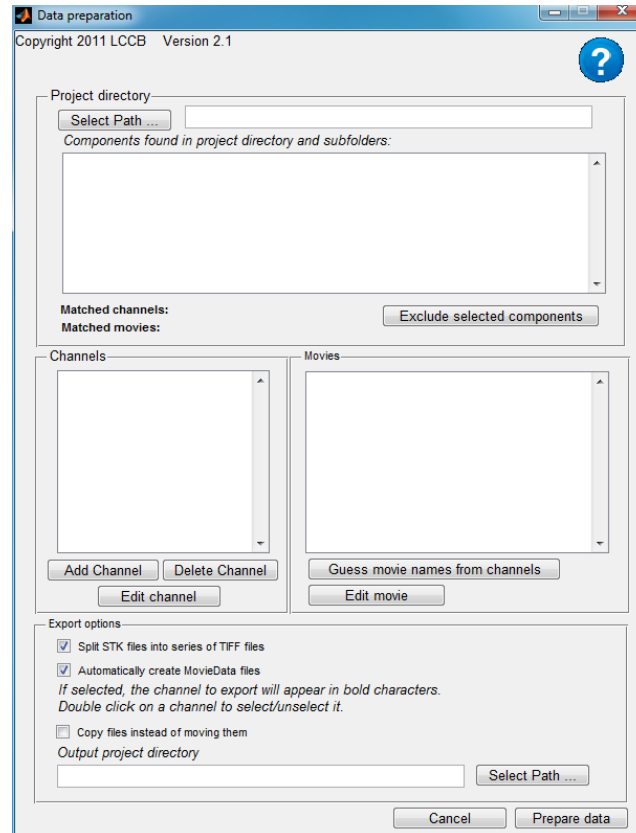 Data preparation
Copyright 2011 LCCB Version 2.1
?
Project directory
Select Path ...
Components found in project directory and subfolders:
Matched channels:
Matched movies:
Exclude selected components
Channels
Movies
Add Channel Delete Channel
Edit channel
Guess movie names from channels
Edit movie
Export options
Split STK files into series of TIFF files
Automatically create MovieData files
If selected, the channel to export will appear in bold characters.
Double click on a channel to select/unselect it.
Copy files instead of moving them
Output project directory
Select Path ...
Cancel Prepare data